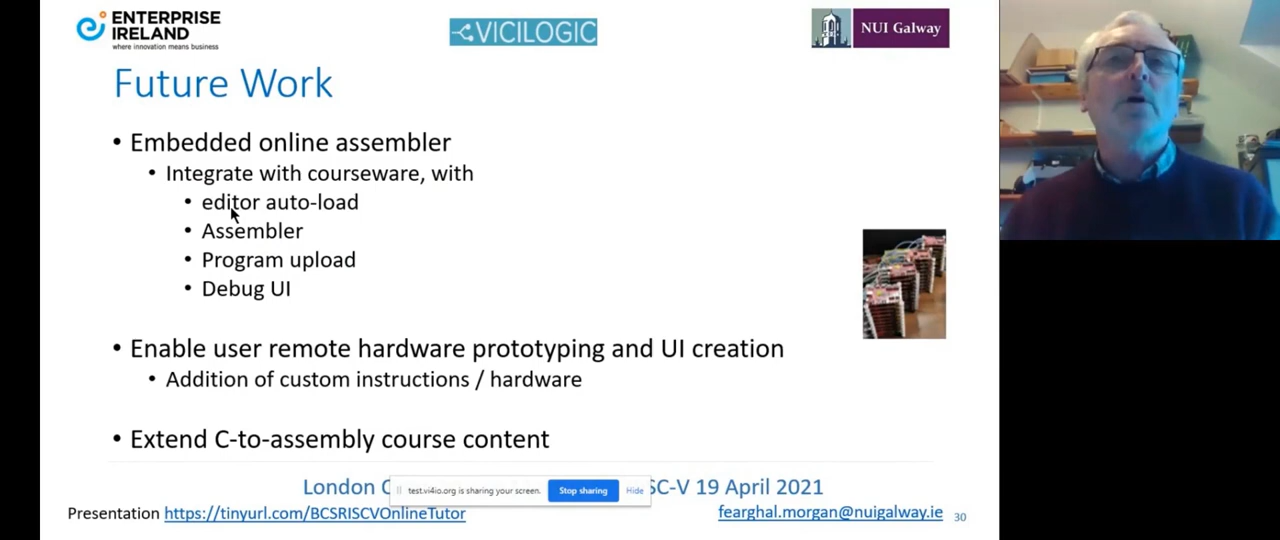 ENTERPRISE
IRELAND
where innovation means business
VICILOGIC
NUI Galway
Future Work
• Embedded online assembler
• Integrate with courseware, with
• editor auto-load
• Assembler
• Program upload
• Debug UI
• Enable user remote hardware prototyping and UI creation
• Addition of custom instructions / hardware
• Extend C-to-assembly course content
London SC-V 19 April 2021
test.vi4io.org is sharing your screen. Stop sharing Hide
Presentation https://tinyurl.com/BCSRISCVOnlineTutor fearghal.morgan@nuigalway.ie 30